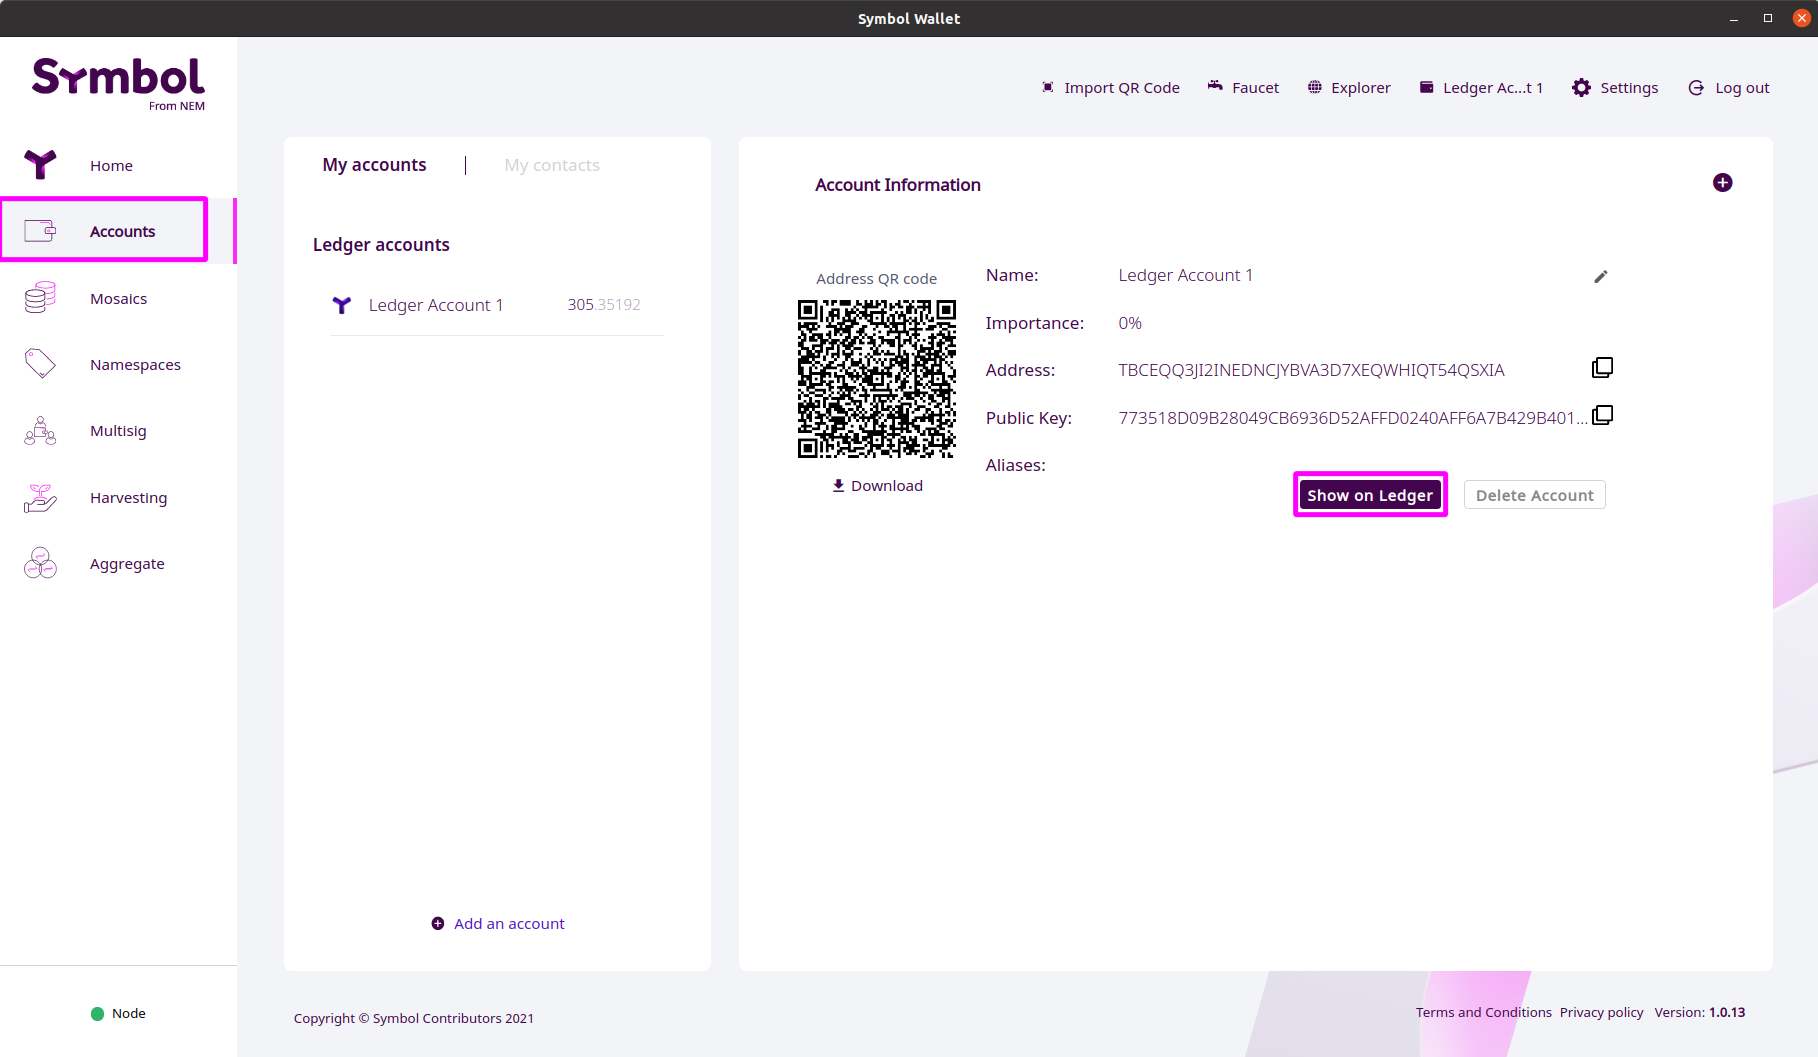 Symbol Wallet
Symbol
From NEM
Import QR Code
Faucet
Explorer
Ledger Ac...t 1
Settings
Log out
Home
Accounts
Mosaics
Namespaces
Multisig
Harvesting
Aggregate
Node
My accounts
My contacts
Ledger accounts
Ledger Account 1 305.35192
Add an account
Account Information
Address QR code
Download
Name: Ledger Account 1
Importance: 0%
Address: TBCEQQ3JI2INEDNCJYBVA3D7XEQWHIQT54QSXIA
Public Key: 773518D09B28049CB6936D52AFFD0240AFF6A7B429B401...
Aliases:
Show on Ledger
Delete Account
Copyright © Symbol Contributors 2021
Terms and Conditions Privacy policy Version: 1.0.13